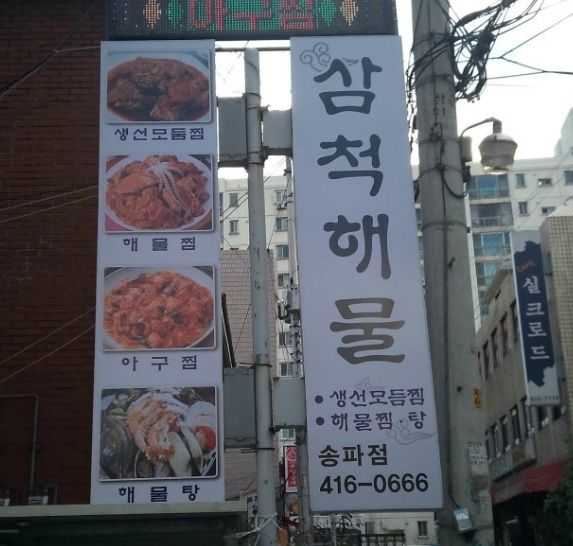 마구찜
생선모듬찜
해물찜
아구찜
해물탕
삼척해물
• 생선모듬찜
• 해물찜 탕
송파점
416-0666
실크로드